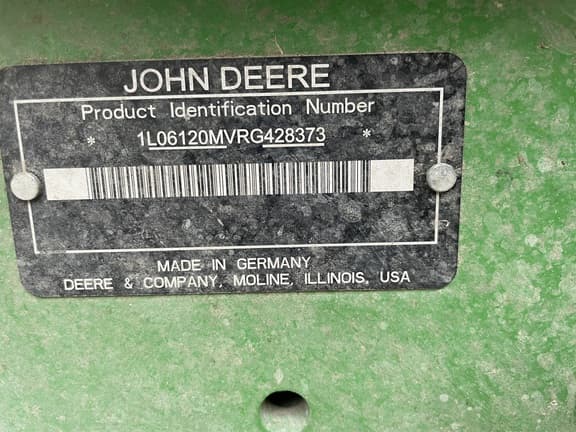 JOHN DEERE
Product Identification Number
* 1L06120MVRG428373 *
MADE IN GERMANY
DEERE & COMPANY, MOLINE, ILLINOIS, USA